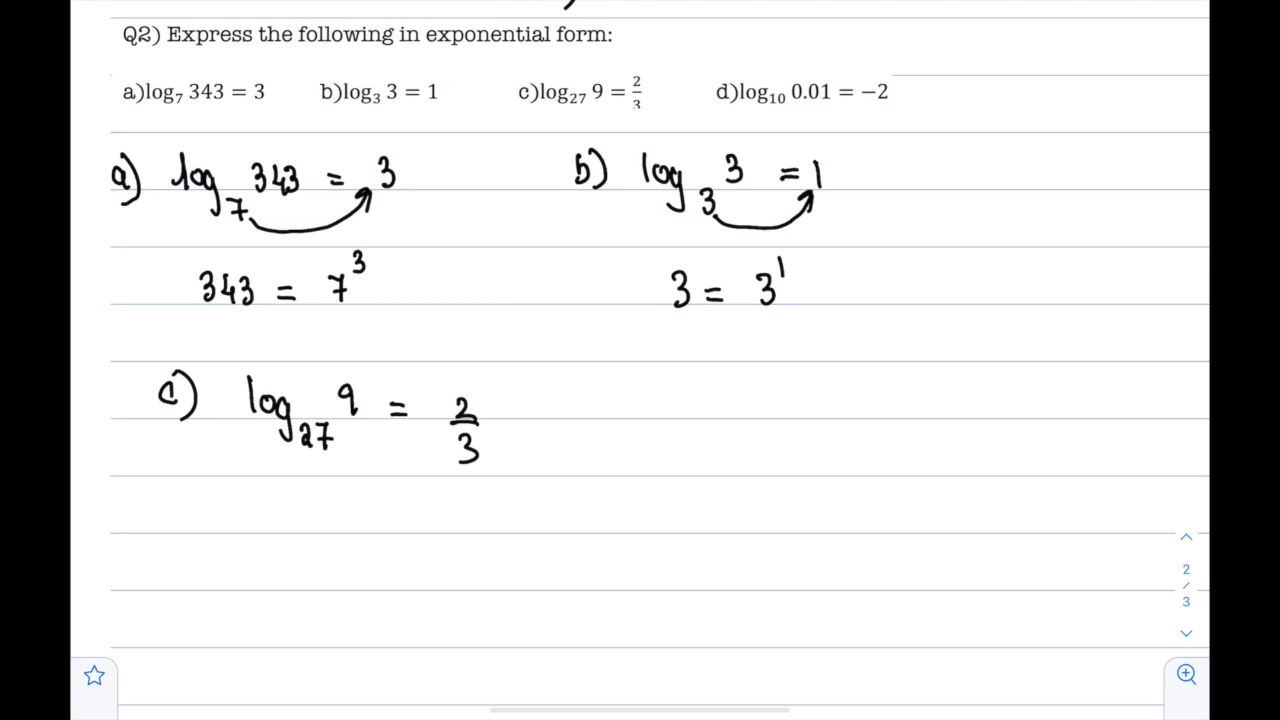 Q2) Express the following in exponential form:
a)log₇ 343 = 3 b)log₃ 3 = 1 c)log₂₇ 9 = 2/3 d)log₁₀ 0.01 = −2
a) log₇ 343 = 3 b) log₃ 3 = 1
343 = 7³ 3 = 3¹
c) log₂₇ 9 = 2/3
2
/
3